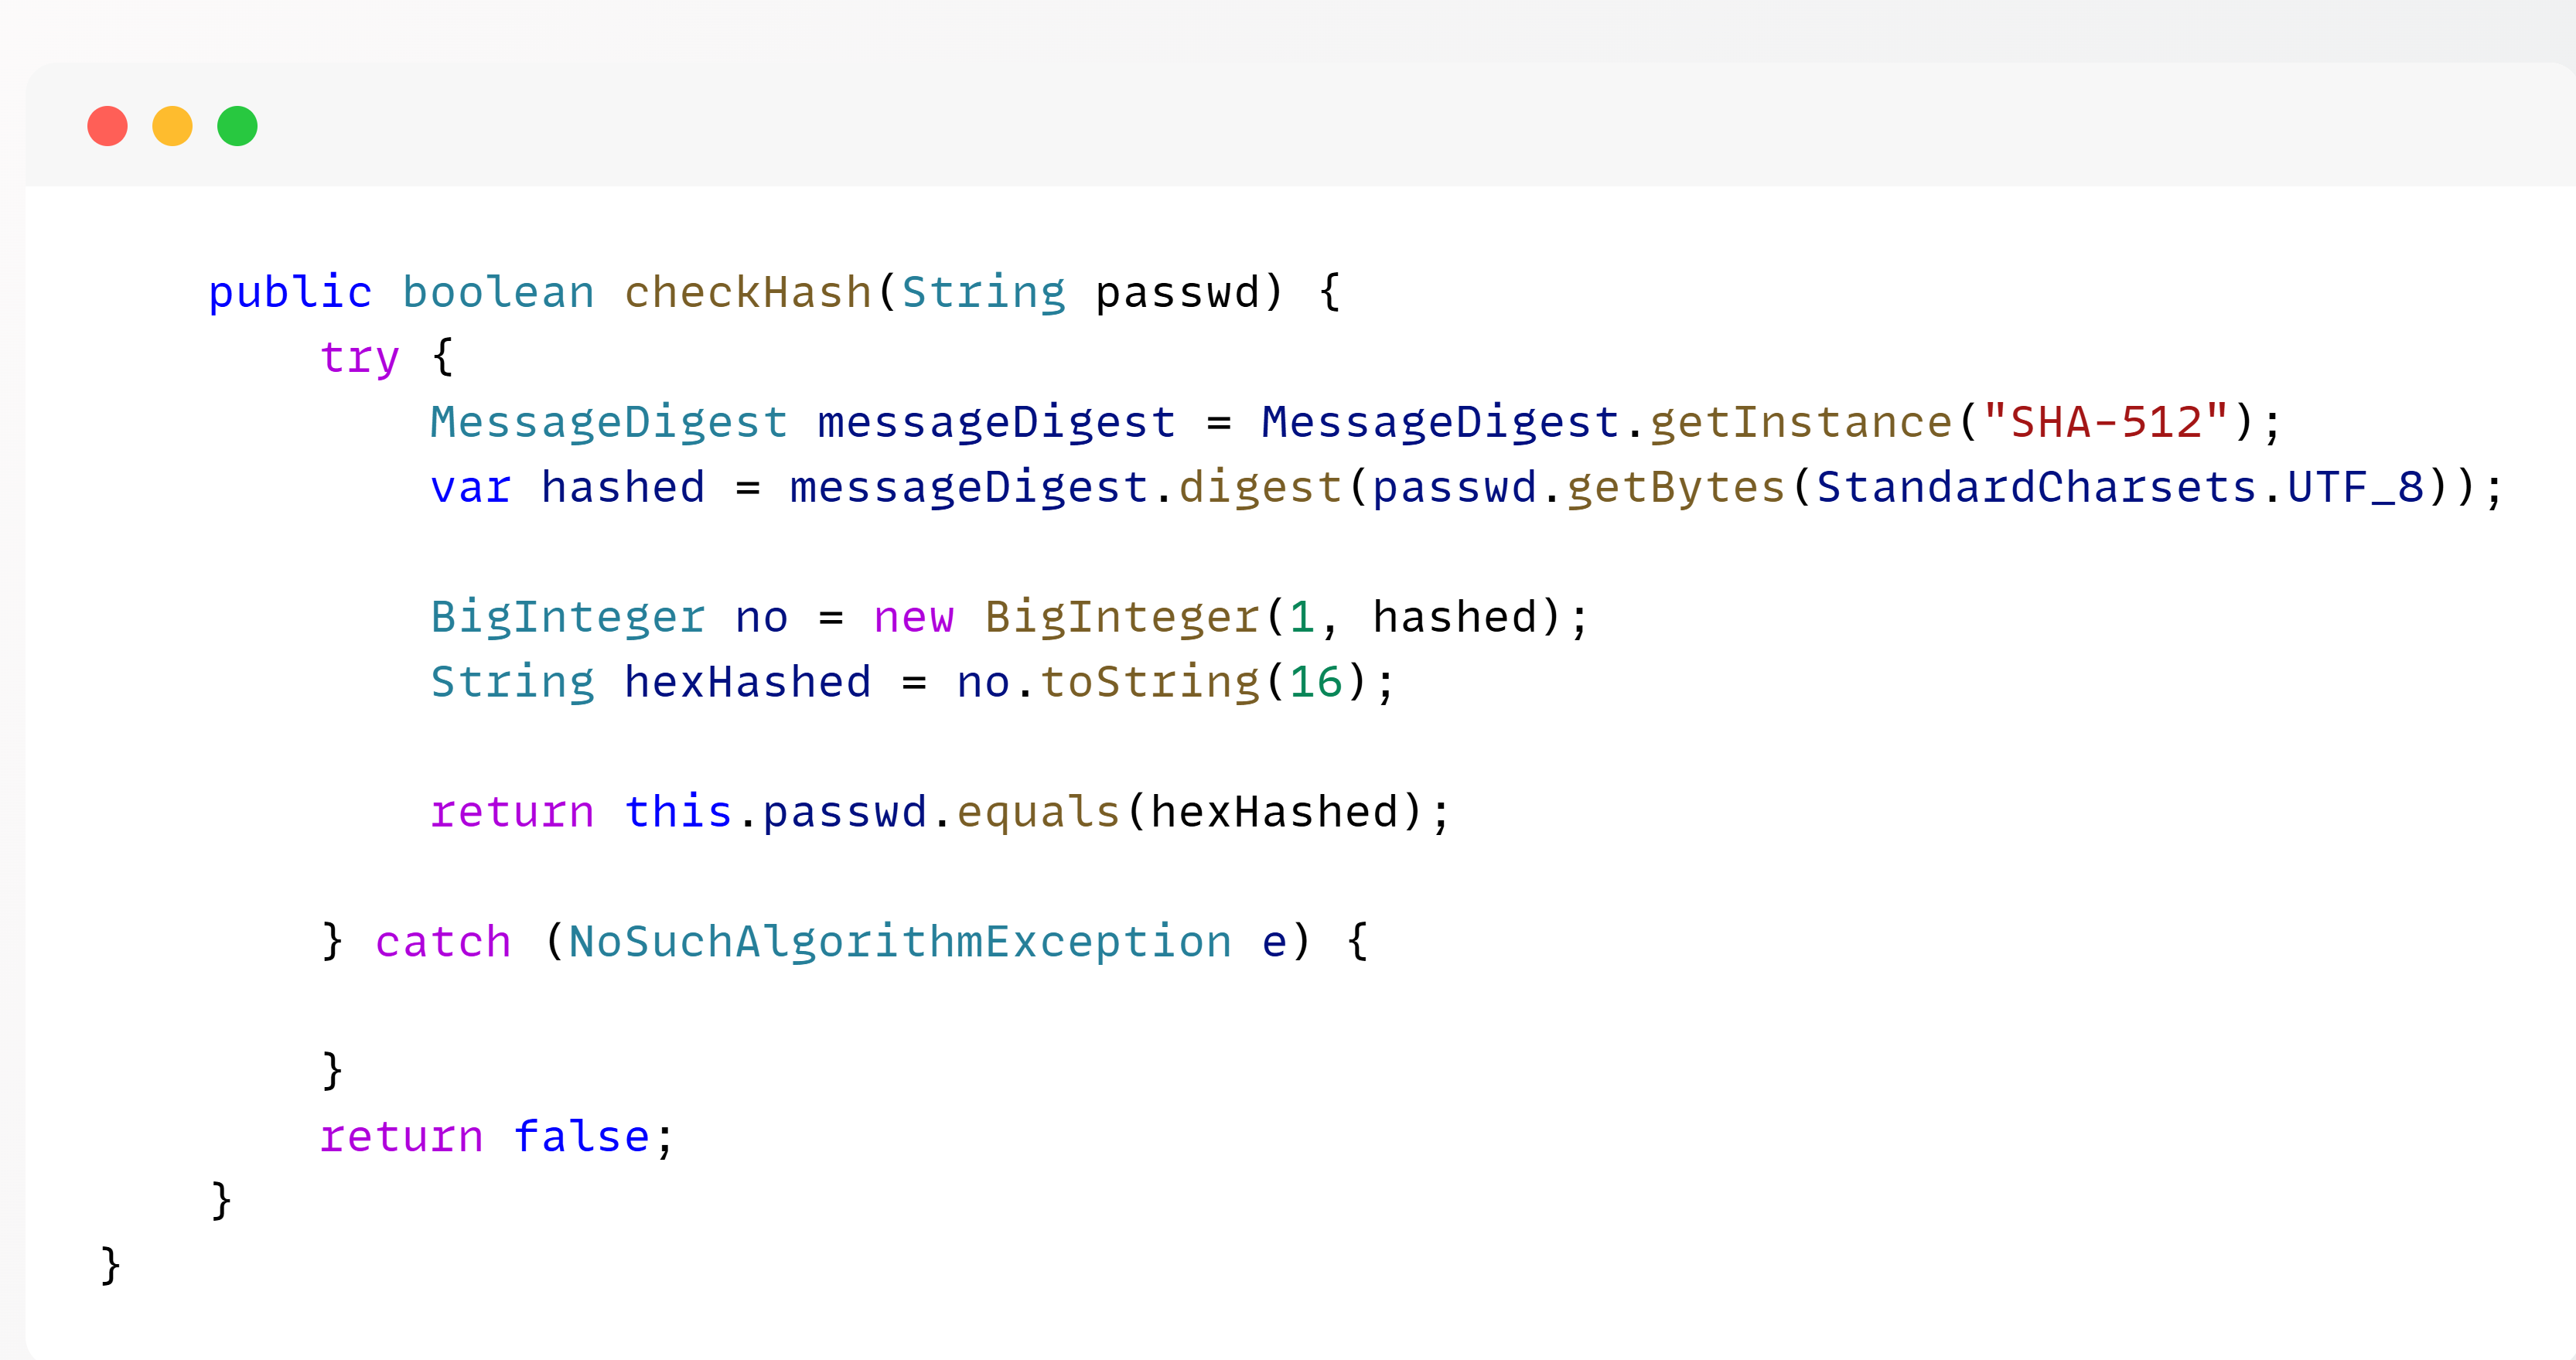 public boolean checkHash(String passwd) {
try {
MessageDigest messageDigest = MessageDigest.getInstance("SHA-512");
var hashed = messageDigest.digest(passwd.getBytes(StandardCharsets.UTF_8));
BigInteger no = new BigInteger(1, hashed);
String hexHashed = no.toString(16);
return this.passwd.equals(hexHashed);
} catch (NoSuchAlgorithmException e) {
}
return false;
}
}